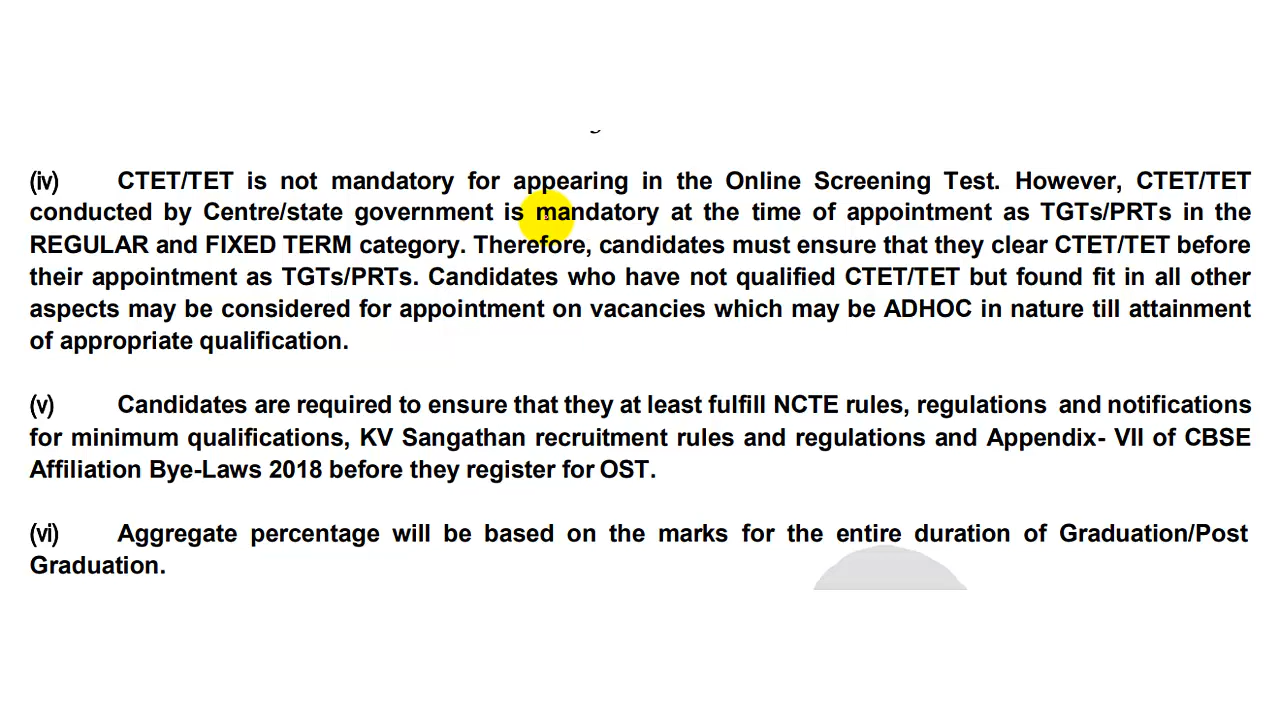 (iv) CTET/TET is not mandatory for appearing in the Online Screening Test. However, CTET/TET
conducted by Centre/state government is mandatory at the time of appointment as TGTs/PRTs in the
REGULAR and FIXED TERM category. Therefore, candidates must ensure that they clear CTET/TET before
their appointment as TGTs/PRTs. Candidates who have not qualified CTET/TET but found fit in all other
aspects may be considered for appointment on vacancies which may be ADHOC in nature till attainment
of appropriate qualification.
(v) Candidates are required to ensure that they at least fulfill NCTE rules, regulations and notifications
for minimum qualifications, KV Sangathan recruitment rules and regulations and Appendix- VII of CBSE
Affiliation Bye-Laws 2018 before they register for OST.
(vi) Aggregate percentage will be based on the marks for the entire duration of Graduation/Post
Graduation.